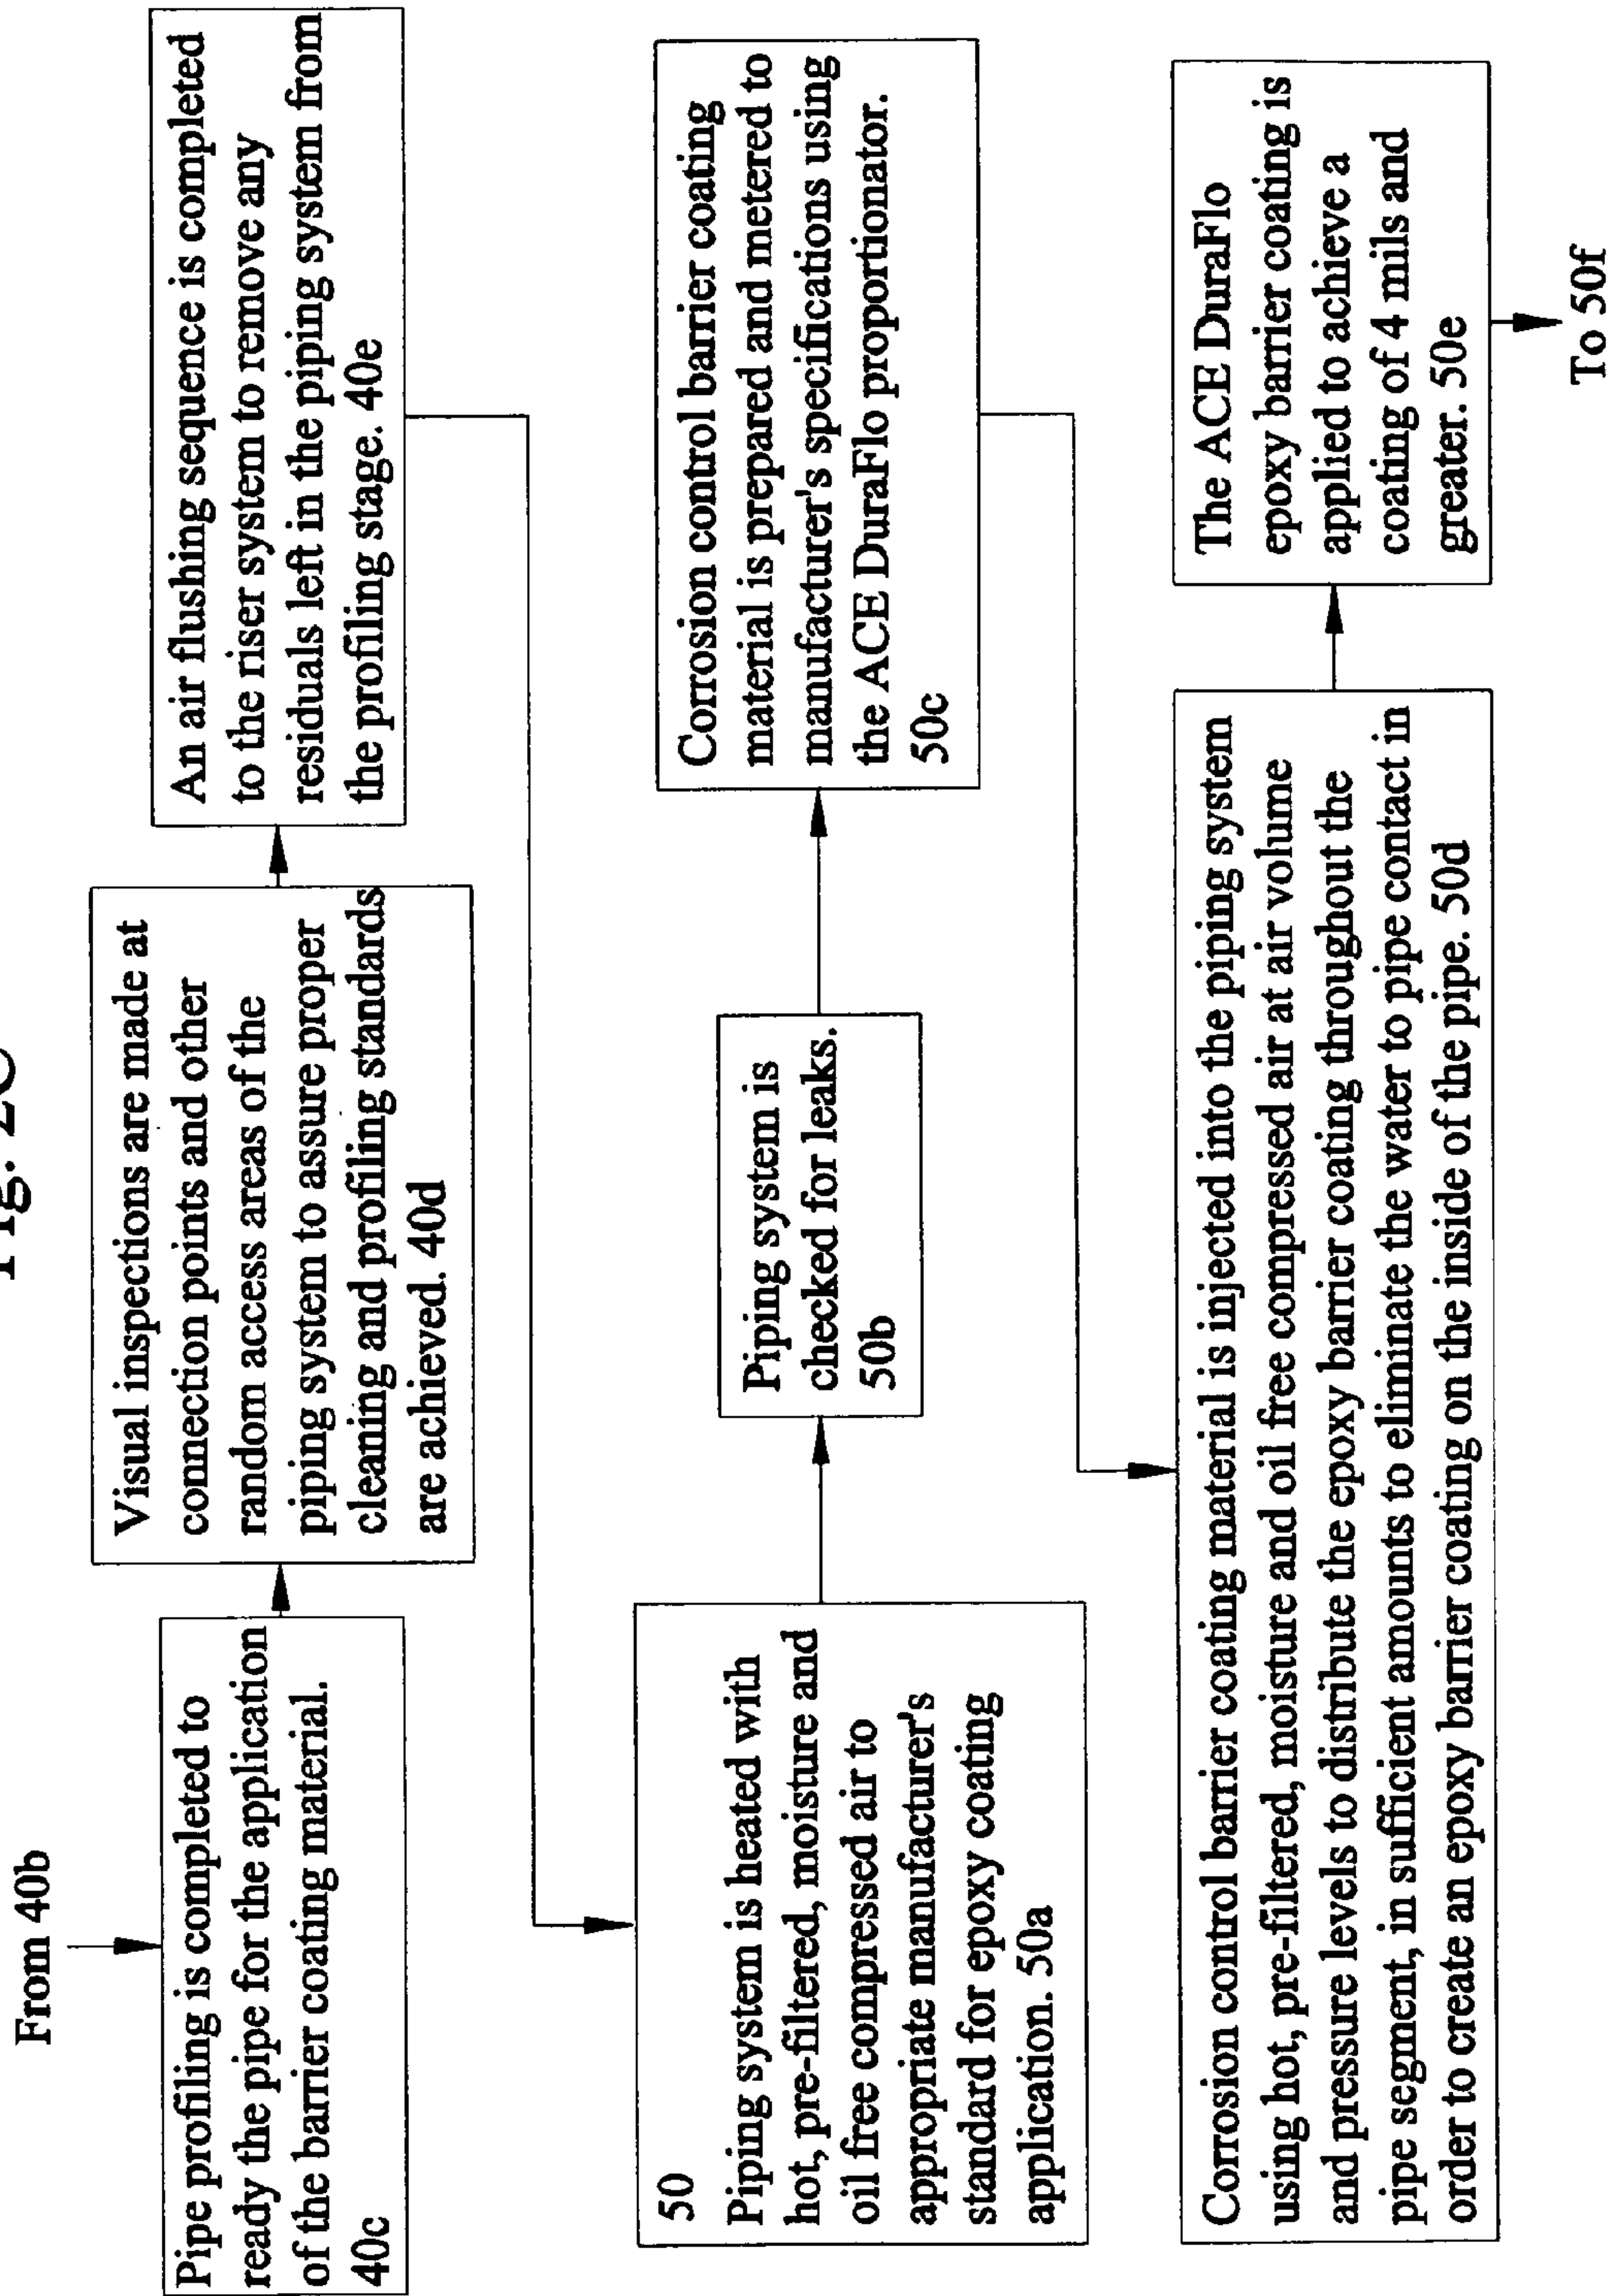 Fig. 2C
From 40b
Pipe profiling is completed to
ready the pipe for the application
of the barrier coating material.
40c
Visual inspections are made at
connection points and other
random access areas of the
piping system to assure proper
cleaning and profiling standards
are achieved. 40d
An air flushing sequence is completed
to the riser system to remove any
residuals left in the piping system from
the profiling stage. 40e
50
Piping system is heated with
hot, pre-filtered, moisture and
oil free compressed air to
appropriate manufacturer's
standard for epoxy coating
application. 50a
Piping system is
checked for leaks.
50b
Corrosion control barrier coating
material is prepared and metered to
manufacturer's specifications using
the ACE DuraFlo proportionator.
50c
Corrosion control barrier coating material is injected into the piping system
using hot, pre-filtered, moisture and oil free compressed air at air volume
and pressure levels to distribute the epoxy barrier coating throughout the
pipe segment, in sufficient amounts to eliminate the water to pipe contact in
order to create an epoxy barrier coating on the inside of the pipe. 50d
The ACE DuraFlo
epoxy barrier coating is
applied to achieve a
coating of 4 mils and
greater. 50e
To 50f